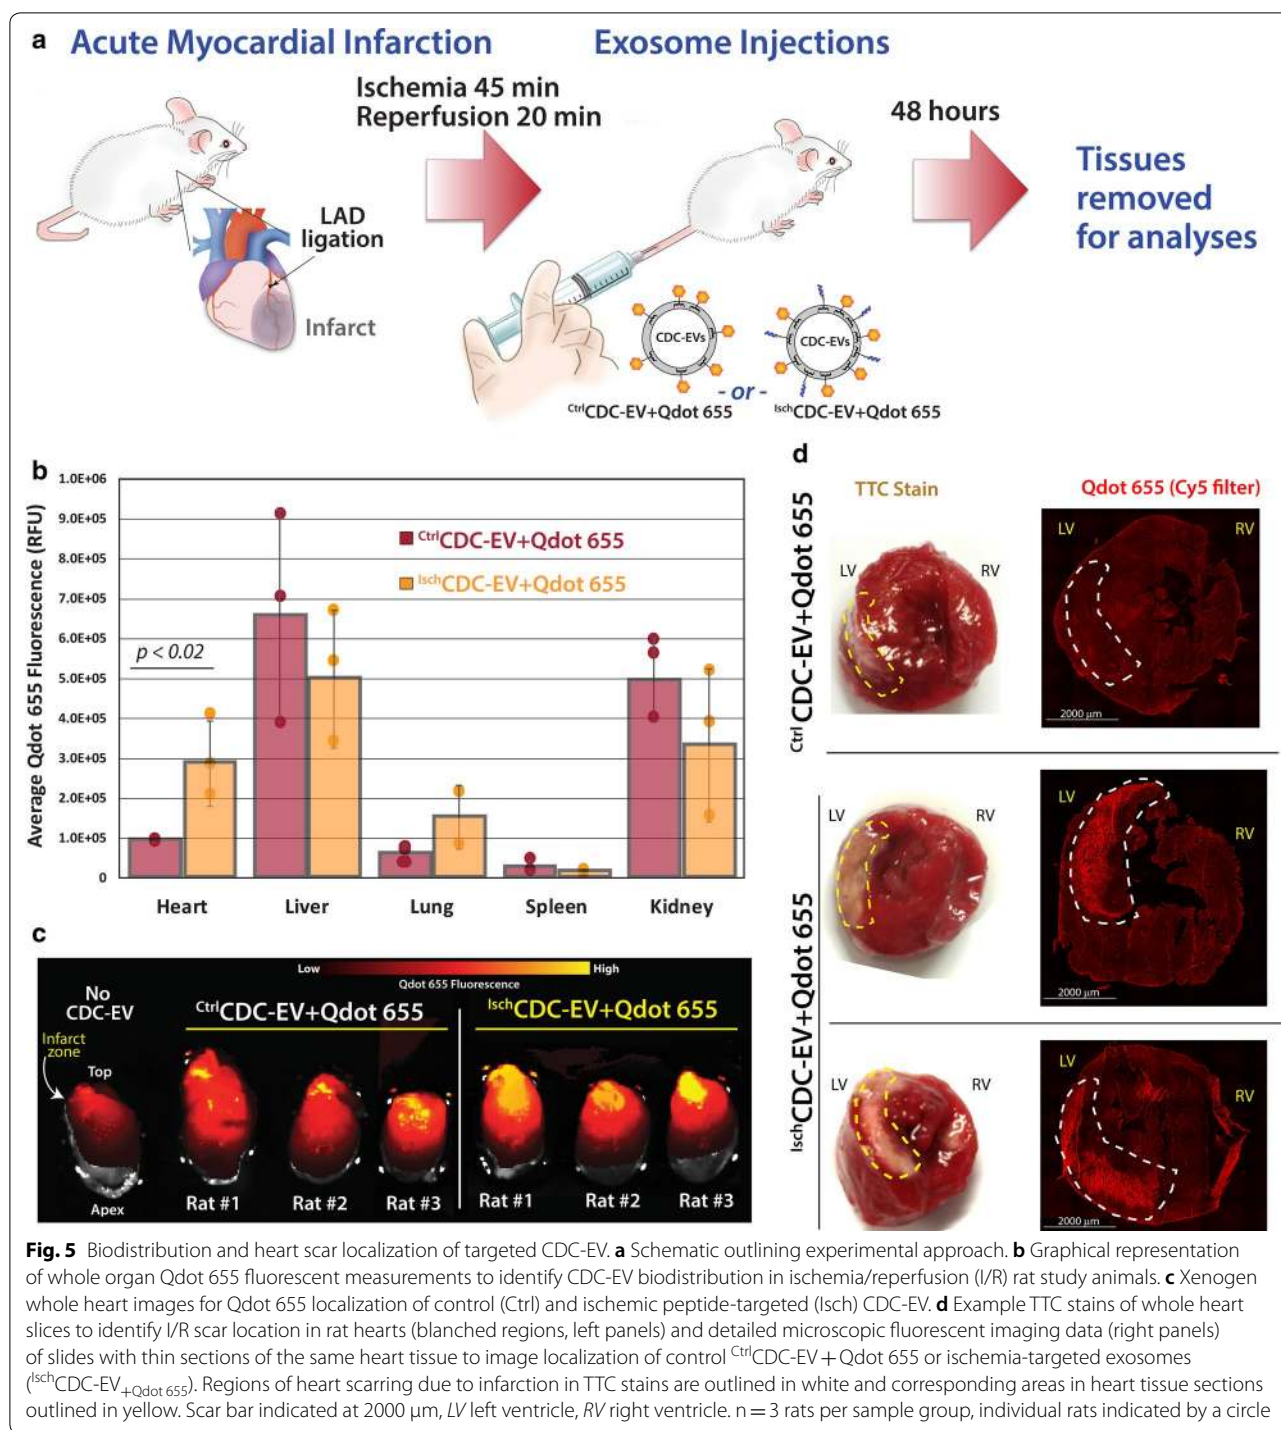 a Acute Myocardial Infarction
Exosome Injections
Ischemia 45 min
Reperfusion 20 min
48 hours
Tissues
removed
for analyses
LAD
ligation
Infarct
CDC-EVs
CDC-EVs
- or -
CtrlCDC-EV+Qdot 655
IschCDC-EV+Qdot 655
b
Average Qdot 655 Fluorescence (RFU)
1.0E+06
9.0E+05
8.0E+05
7.0E+05
6.0E+05
5.0E+05
4.0E+05
3.0E+05
2.0E+05
1.0E+05
0
CtrlCDC-EV+Qdot 655
IschCDC-EV+Qdot 655
p < 0.02
Heart Liver Lung Spleen Kidney
c
Low High
Qdot 655 Fluorescence
No
CDC-EV
CtrlCDC-EV+Qdot 655
IschCDC-EV+Qdot 655
Infarct
zone
Top
Apex
Rat #1 Rat #2 Rat #3 Rat #1 Rat #2 Rat #3
d
TTC Stain
Qdot 655 (Cy5 filter)
CtrlCDC-EV+Qdot 655
LV RV
LV RV
2000 µm
IschCDC-EV+Qdot 655
LV RV
LV RV
2000 µm
LV RV
LV RV
2000 µm
Fig. 5 Biodistribution and heart scar localization of targeted CDC-EV. a Schematic outlining experimental approach. b Graphical representation
of whole organ Qdot 655 fluorescent measurements to identify CDC-EV biodistribution in ischemia/reperfusion (I/R) rat study animals. c Xenogen
whole heart images for Qdot 655 localization of control (Ctrl) and ischemic peptide-targeted (Isch) CDC-EV. d Example TTC stains of whole heart
slices to identify I/R scar location in rat hearts (blanched regions, left panels) and detailed microscopic fluorescent imaging data (right panels)
of slides with thin sections of the same heart tissue to image localization of control CtrlCDC-EV + Qdot 655 or ischemia-targeted exosomes
(IschCDC-EV+Qdot 655). Regions of heart scarring due to infarction in TTC stains are outlined in white and corresponding areas in heart tissue sections
outlined in yellow. Scar bar indicated at 2000 µm, LV left ventricle, RV right ventricle. n = 3 rats per sample group, individual rats indicated by a circle